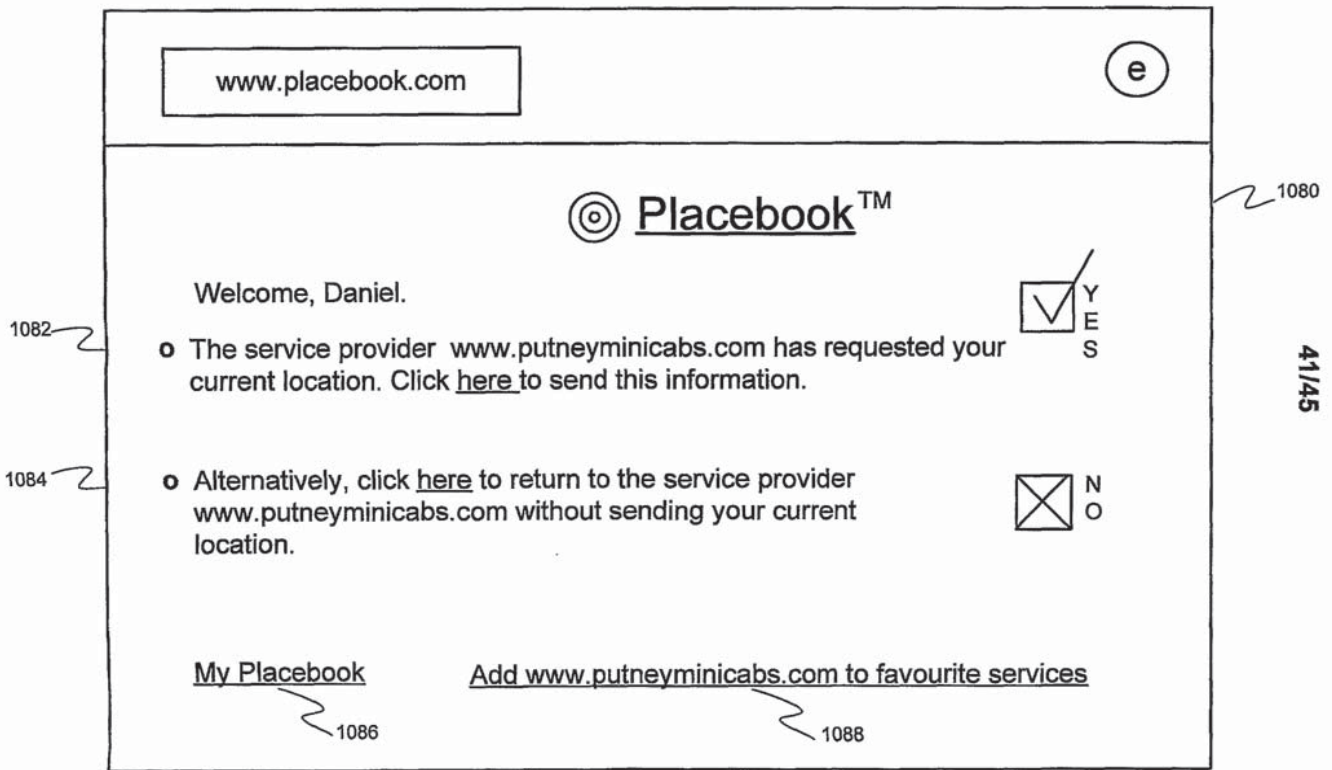 www.placebook.com
e
Placebook™
1080
Welcome, Daniel.
YES
1082
o The service provider www.putneyminicabs.com has requested your
current location. Click here to send this information.
41/45
1084
o Alternatively, click here to return to the service provider
www.putneyminicabs.com without sending your current
location.
NO
My Placebook
Add www.putneyminicabs.com to favourite services
1086
1088